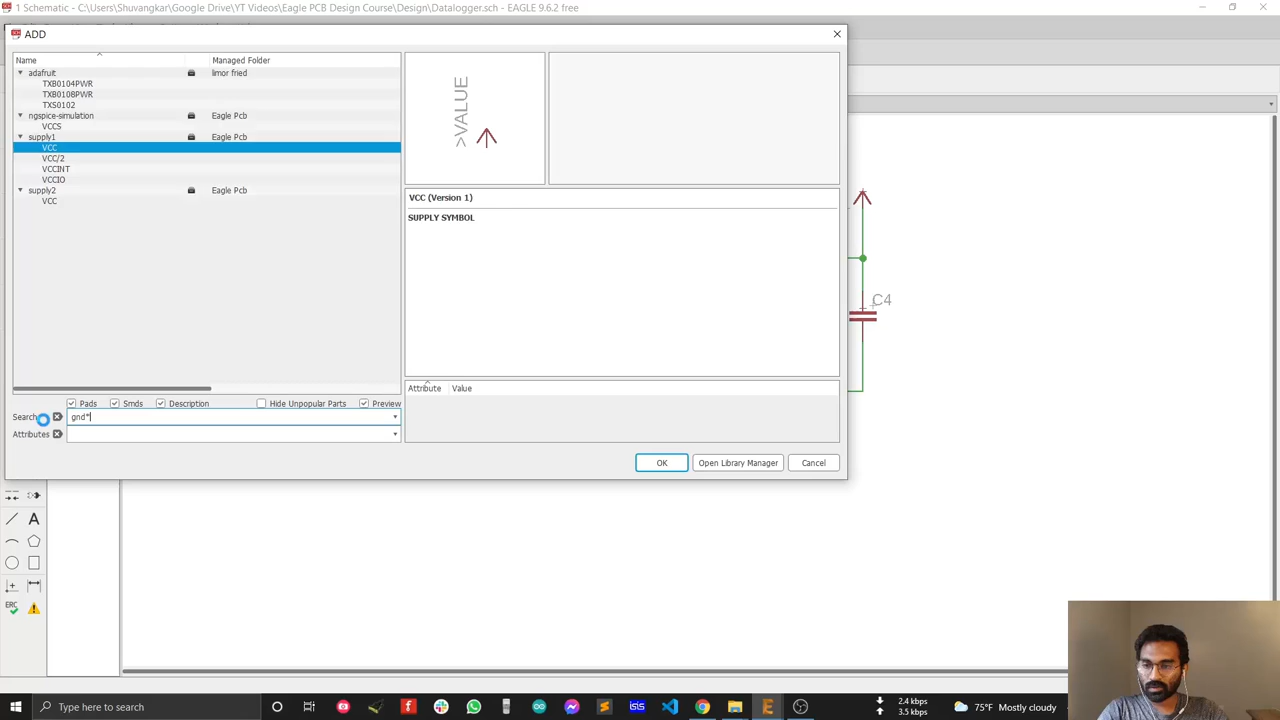 1 Schematic - C:\Users\Shuvangkar\Google Drive\YT Videos\Eagle PCB Design Course\Design\Datalogger.sch - EAGLE 9.6.2 free
ADD
Name Managed Folder
adafruit limor fried
TXB0104PWR
TXB0108PWR
TXS0102
ngspice-simulation Eagle Pcb
VCCS
supply1 Eagle Pcb
VCC
VCC/2
VCCINT
VCCIO
supply2 Eagle Pcb
VCC
>VALUE
VCC (Version 1)
SUPPLY SYMBOL
C4
Attribute Value
Pads Smds Description Hide Unpopular Parts Preview
Search gnd*
Attributes
OK Open Library Manager Cancel
A
ERC
Type here to search
2.4 kbps
3.5 kbps
75°F Mostly cloudy